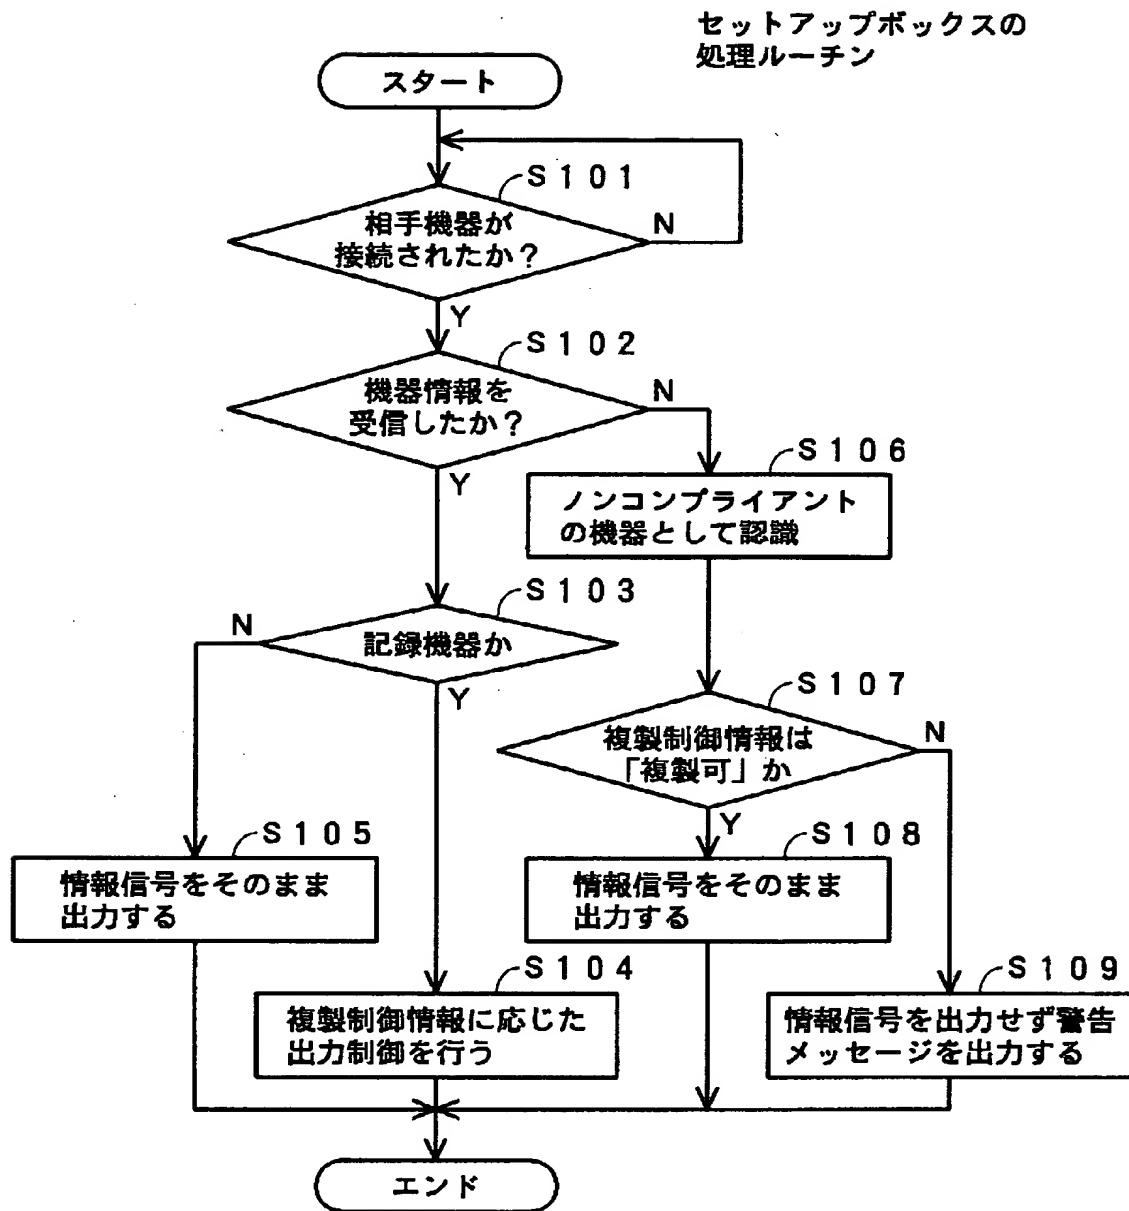 セットアップボックスの
処理ルーチン
スタート
S101
相手機器が
接続されたか？
N
Y
S102
機器情報を
受信したか？
N
Y
S106
ノンコンプライアント
の機器として認識
S103
記録機器か
N
Y
S107
複製制御情報は
「複製可」か
N
Y
S105
情報信号をそのまま
出力する
S108
情報信号をそのまま
出力する
S104
複製制御情報に応じた
出力制御を行う
S109
情報信号を出力せず警告
メッセージを出力する
エンド